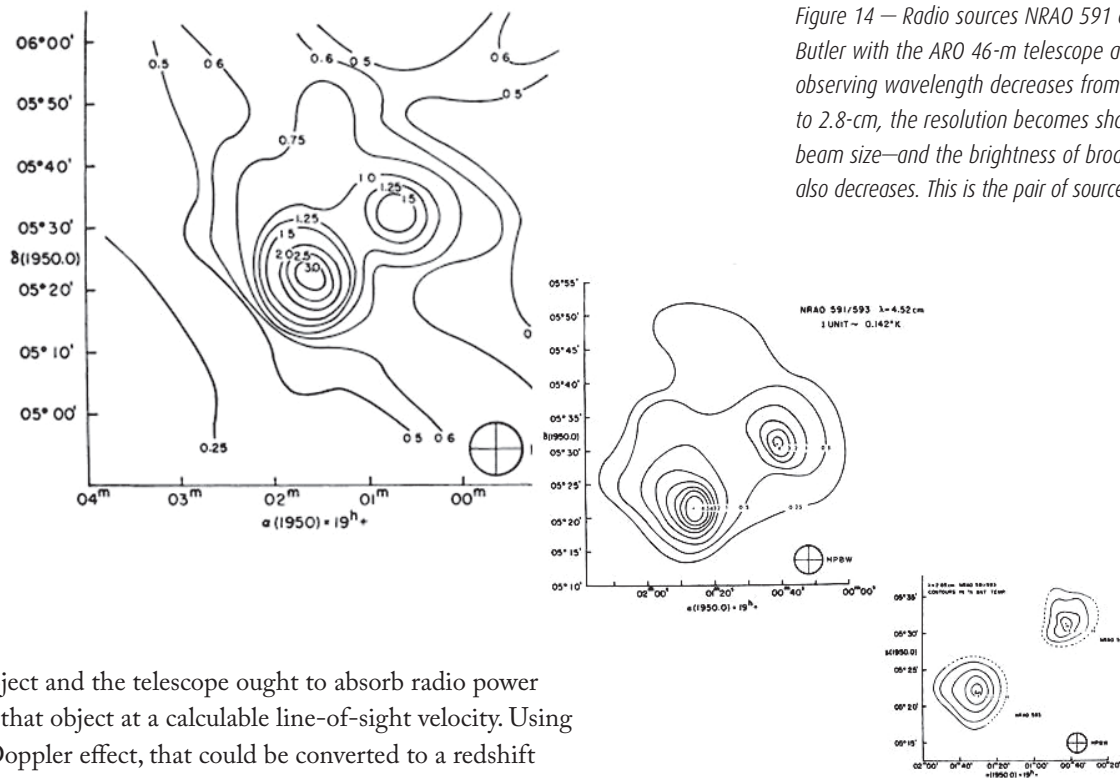 Figure 14 — Radio sources NRAO 591
Butler with the ARO 46-m telescope a
observing wavelength decreases from
to 2.8-cm, the resolution becomes sho
beam size—and the brightness of broa
also decreases. This is the pair of source
06°00'
05°50'
05°40'
05°30'
δ(1950.0)
05°20'
05°10'
05°00'
0.5
0.6
0.6
0.5
0.6
0.5
0.75
1.0
1.25
1.5
1.25
1.5
2.0
2.5
3.0
0.25
0.5
0.6
04ᵐ 03ᵐ 02ᵐ 01ᵐ 00ᵐ
α(1950) = 19ʰ+
NRAO 591/593 λ=4.52cm
1 UNIT ~ 0.142°K
05°55'
05°50'
05°45'
05°40'
05°35'
δ(1950.0)
05°30'
05°25'
05°20'
05°15'
05°10'
HPBW
α(1950.0) = 19ʰ+
05°35'
05°30'
δ(1950.0)
05°25'
05°20'
05°15'
NRAO 593
HPBW
α(1950.0) = 19ʰ+
ject and the telescope ought to absorb radio power
that object at a calculable line-of-sight velocity. Using
Doppler effect, that could be converted to a redshift